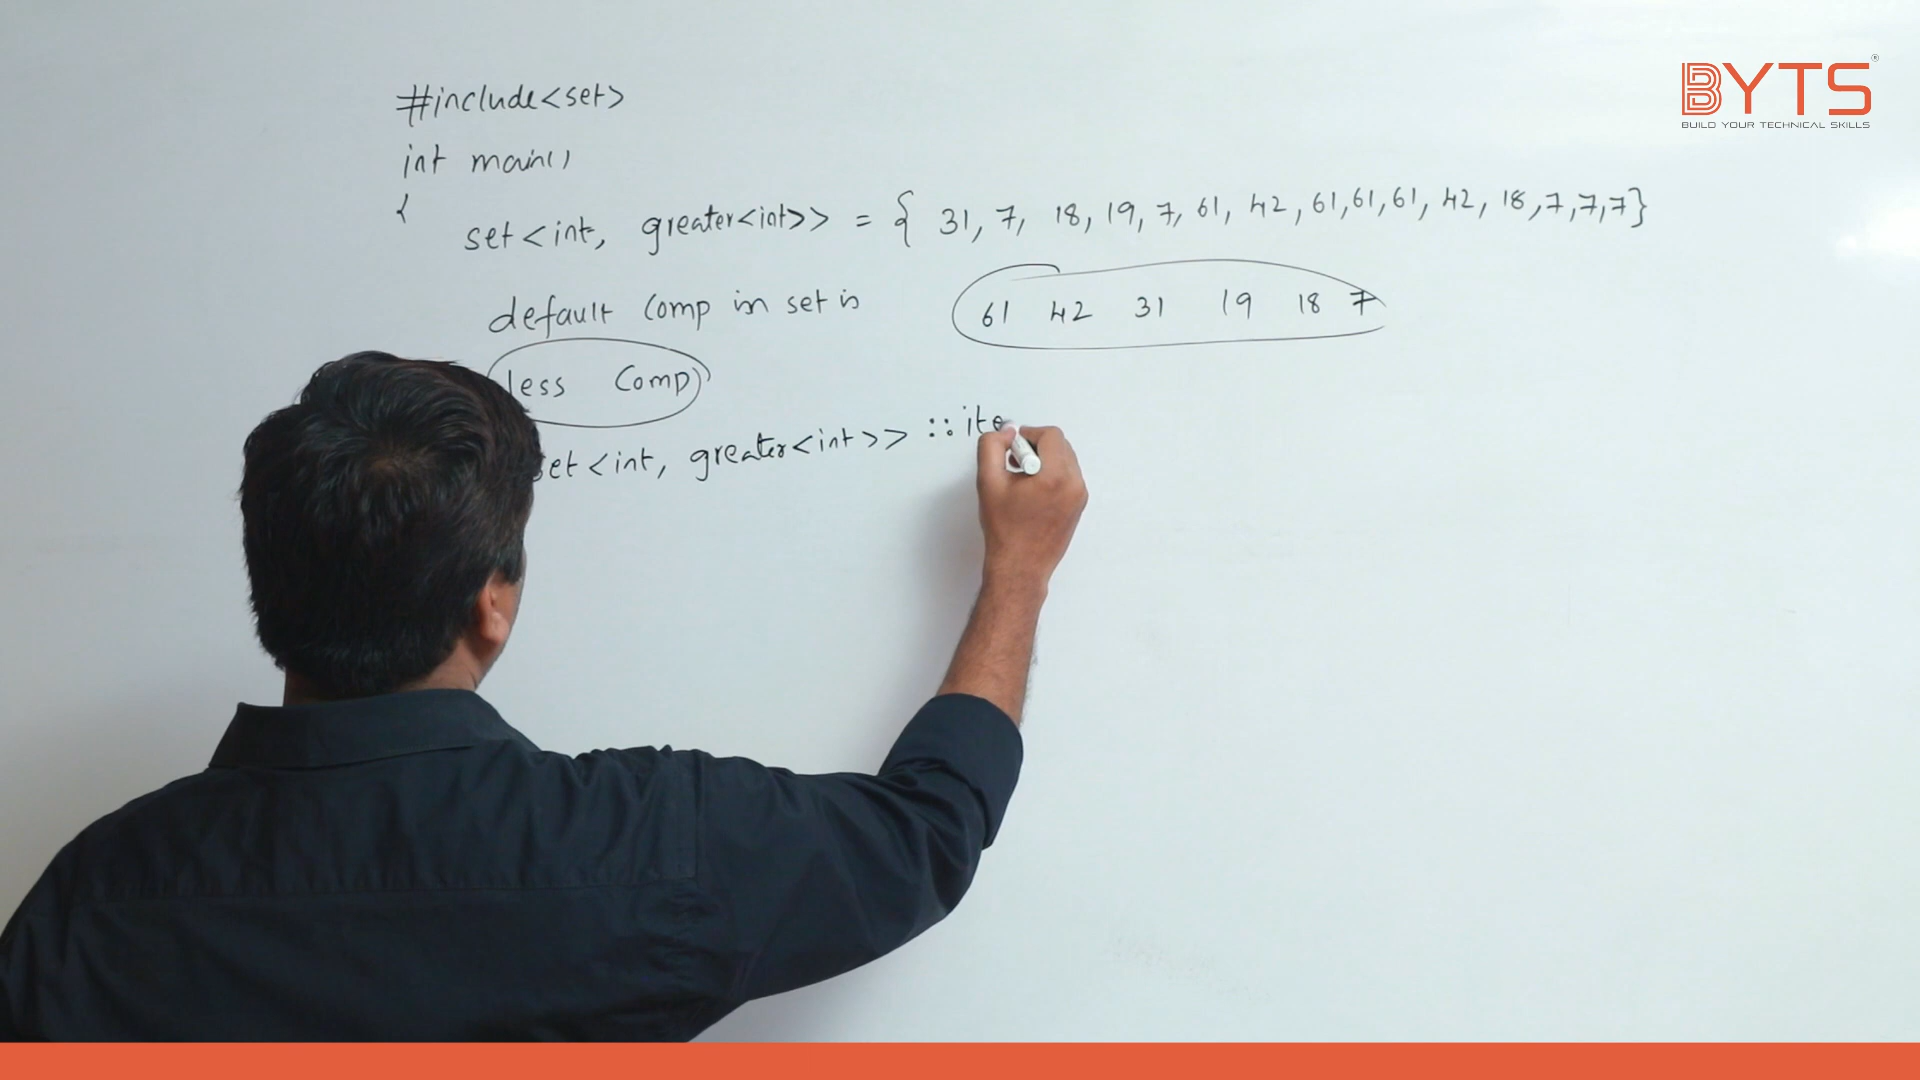 BYTS®
BUILD YOUR TECHNICAL SKILLS
#include<set>
int main()
{
set<int, greater<int>> = { 31, 7, 18, 19, 7, 61, 42, 61, 61, 61, 42, 18, 7, 7, 7}
default Comp in set is
61 42 31 19 18 7
less Comp
set<int, greater<int>> ::ite